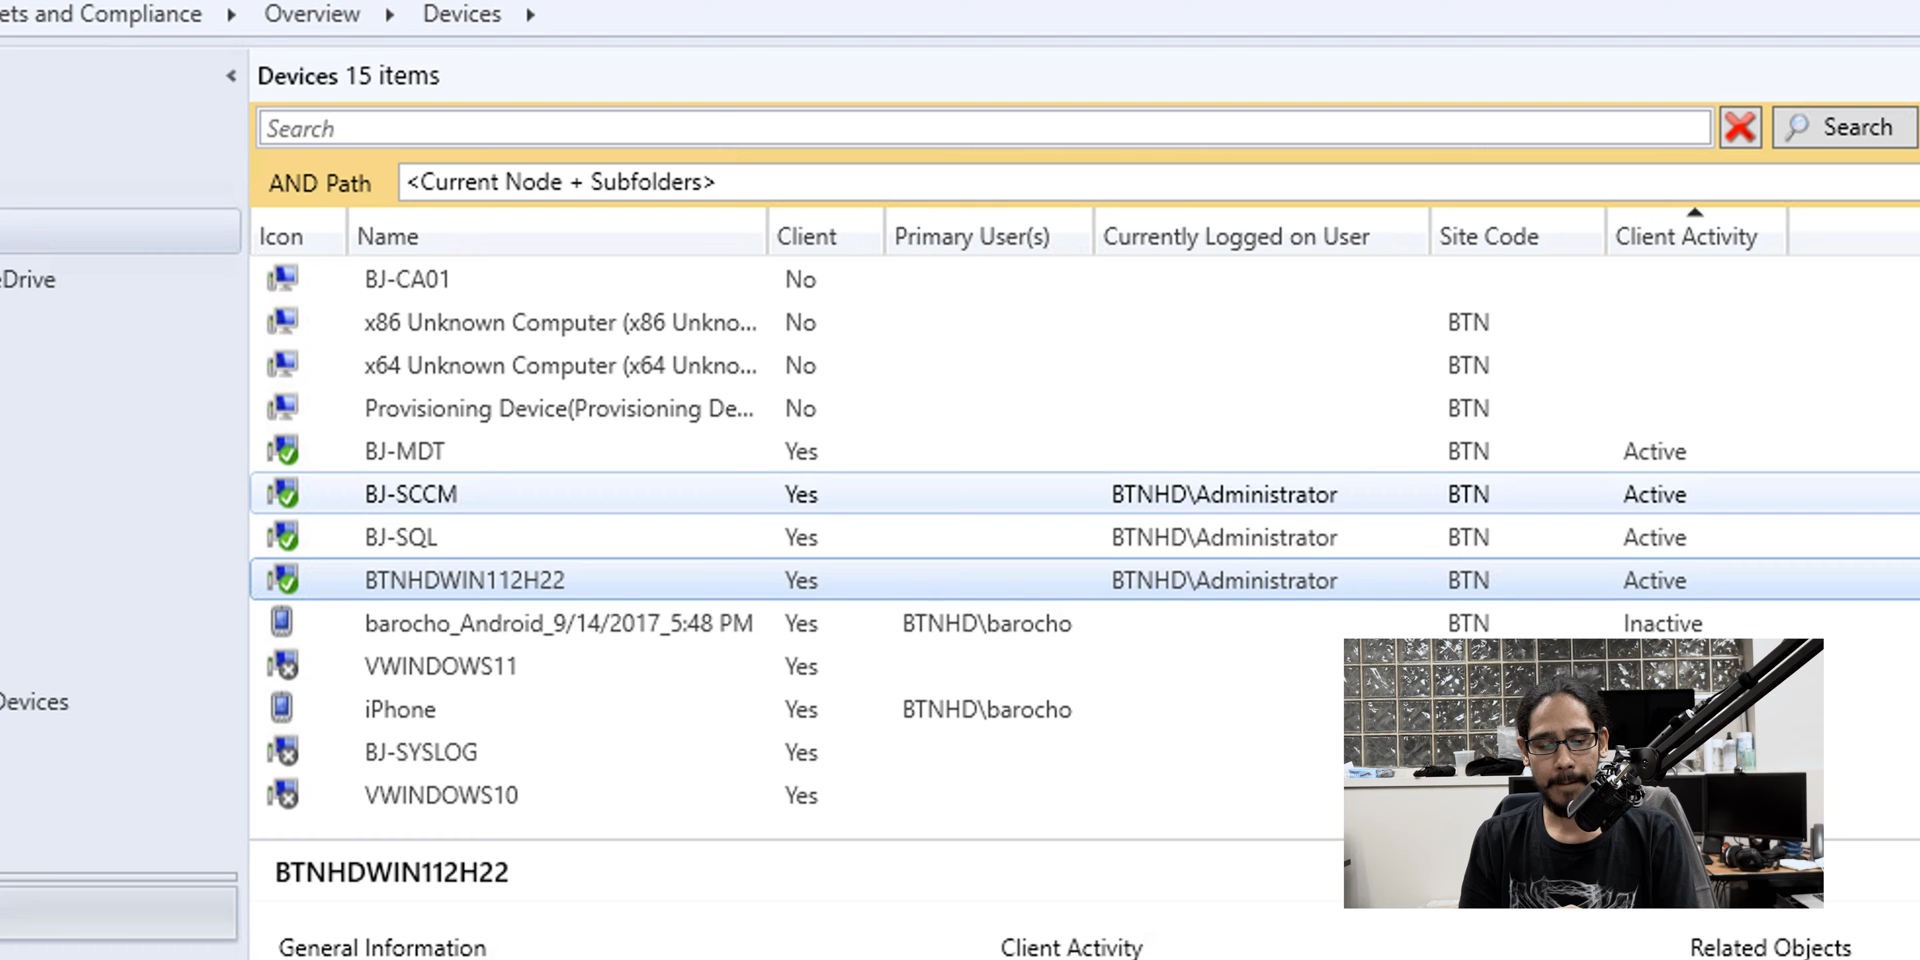 ets and Compliance ▸ Overview ▸ Devices ▸
Devices 15 items
Search
Search
AND Path <Current Node + Subfolders>
Icon Name Client Primary User(s) Currently Logged on User Site Code Client Activity
BJ-CA01 No
eDrive
x86 Unknown Computer (x86 Unkno... No BTN
x64 Unknown Computer (x64 Unkno... No BTN
Provisioning Device(Provisioning De... No BTN
BJ-MDT Yes BTN Active
BJ-SCCM Yes BTNHD\Administrator BTN Active
BJ-SQL Yes BTNHD\Administrator BTN Active
BTNHDWIN112H22 Yes BTNHD\Administrator BTN Active
barocho_Android_9/14/2017_5:48 PM Yes BTNHD\barocho BTN Inactive
VWINDOWS11 Yes
Devices
iPhone Yes BTNHD\barocho
BJ-SYSLOG Yes
VWINDOWS10 Yes
BTNHDWIN112H22
General Information Client Activity Related Objects